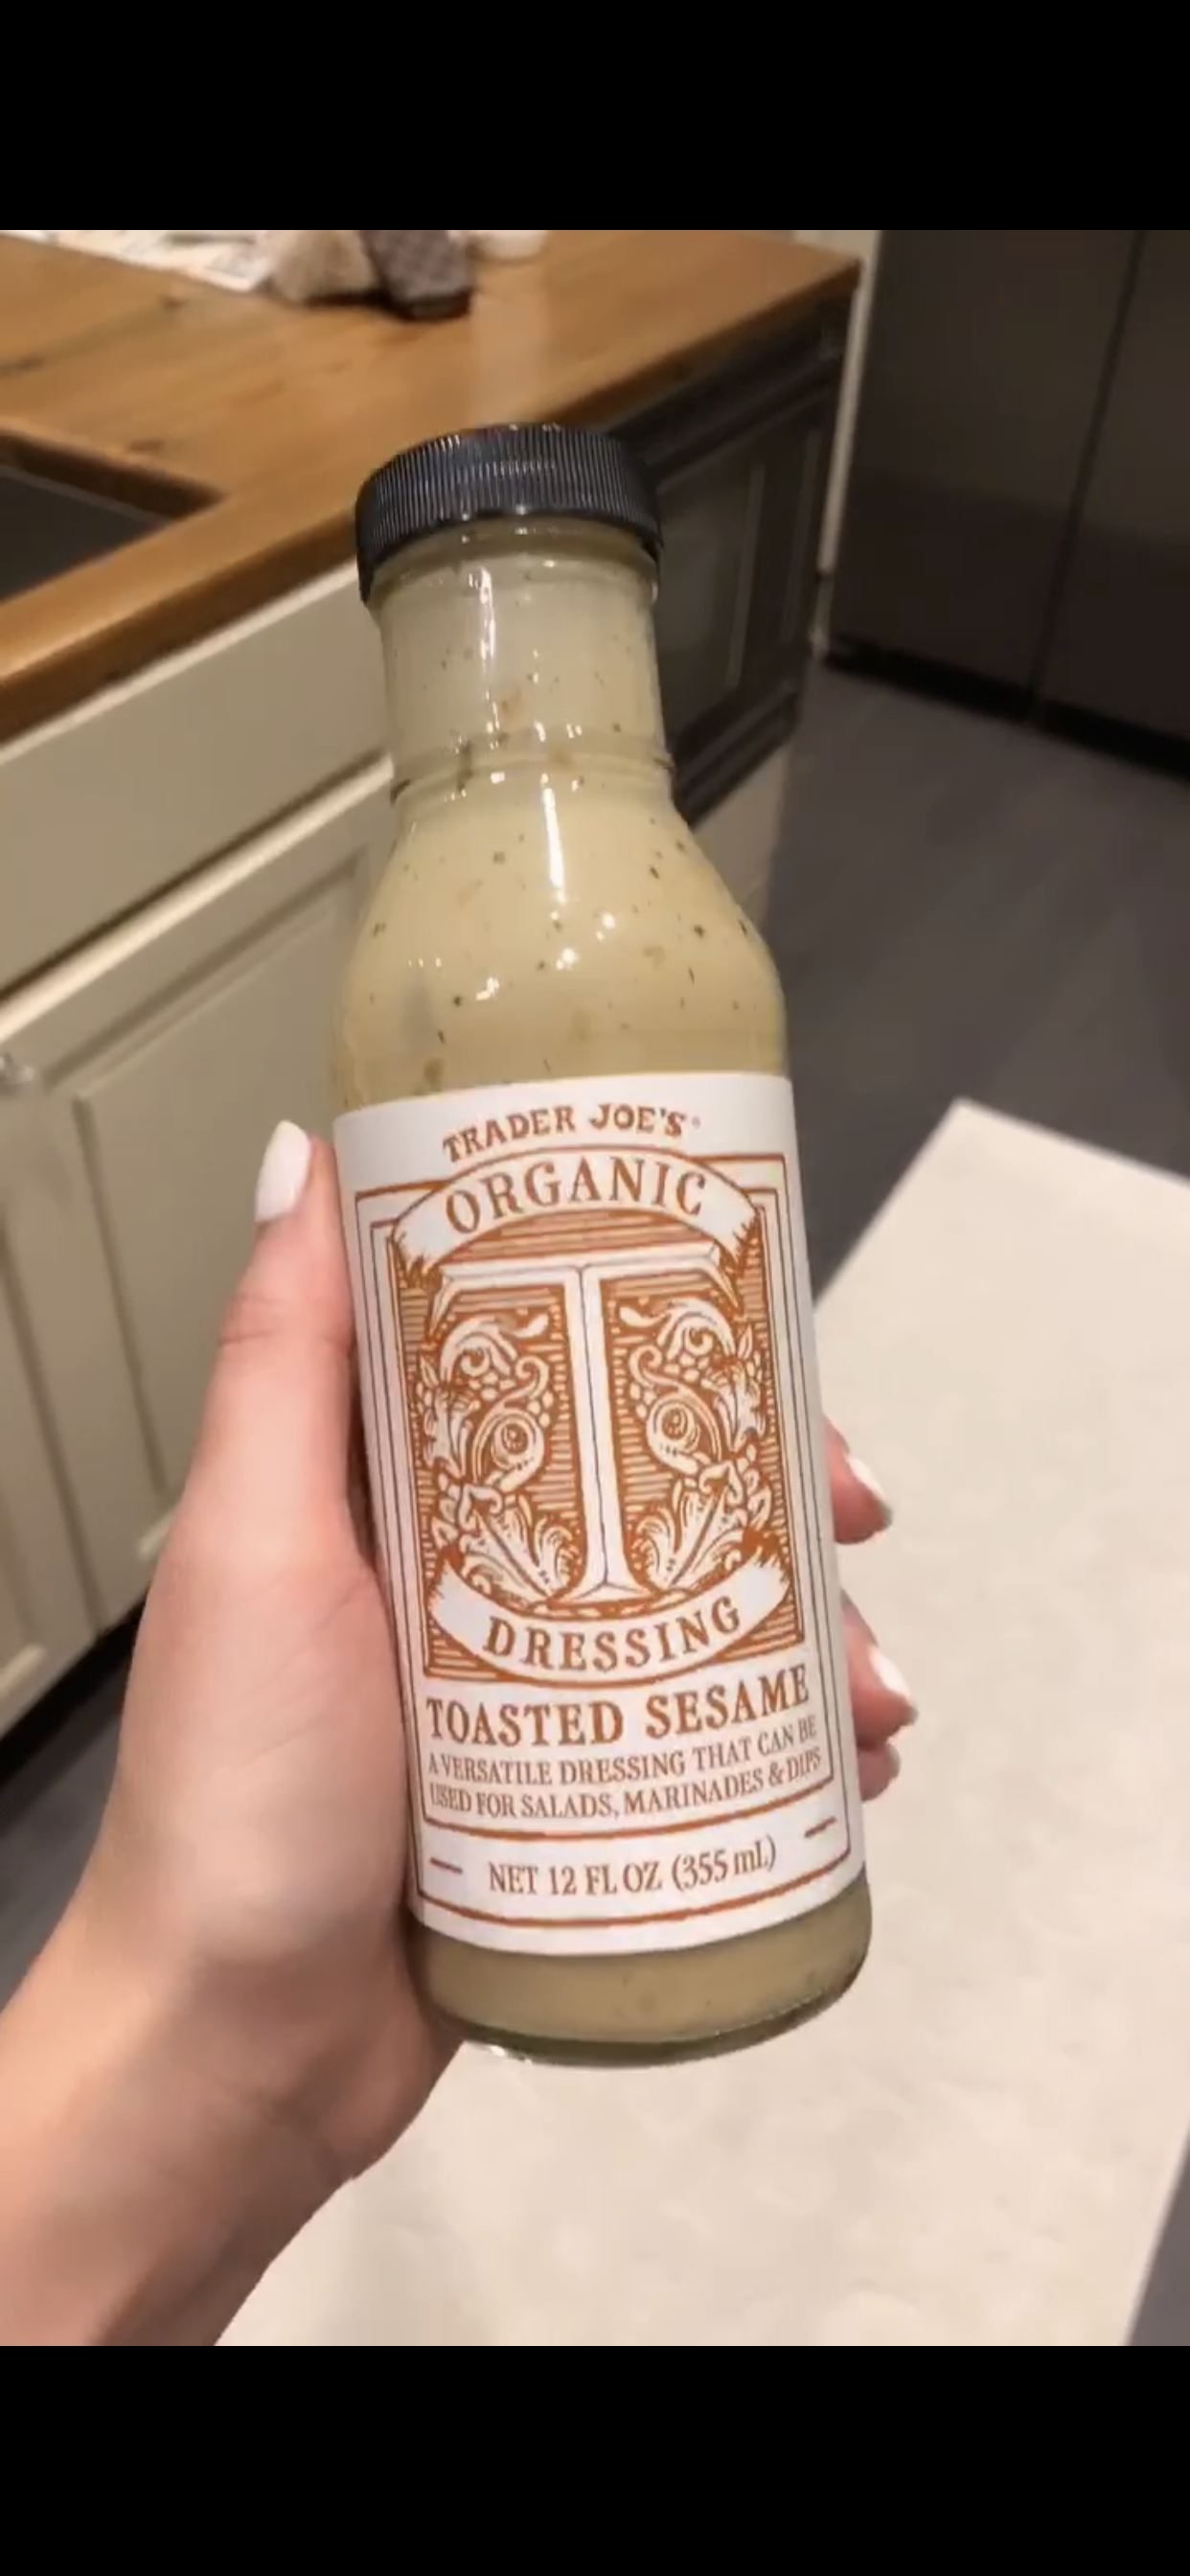 TRADER JOE'S
ORGANIC
T
DRESSING
TOASTED SESAME
A VERSATILE DRESSING THAT CAN BE
USED FOR SALADS, MARINADES & DIPS
NET 12 FL OZ (355 mL)